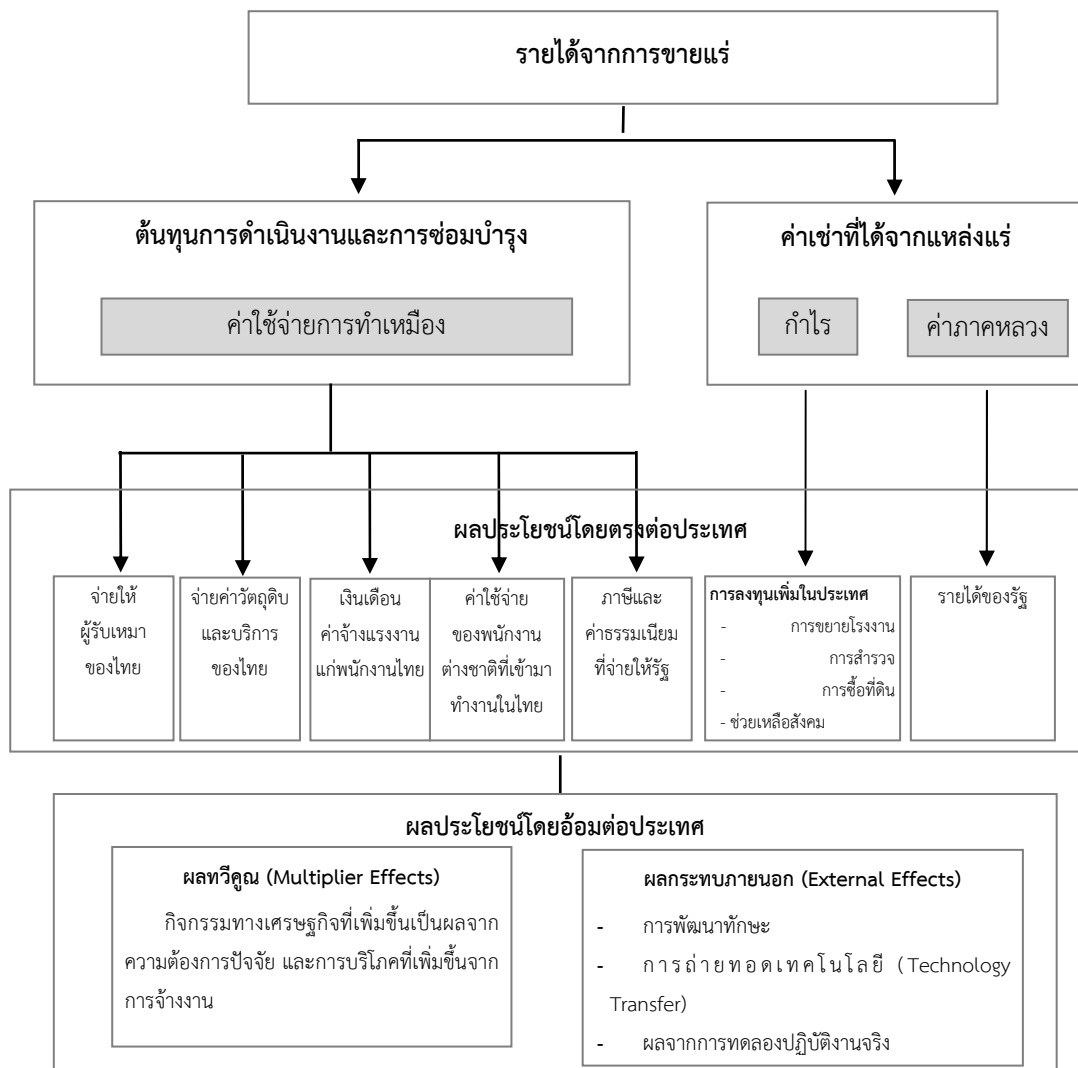 รายได้จากการขายแร่
ต้นทุนการดำเนินงานและการซ่อมบำรุง
ค่าใช้จ่ายการทำเหมือง
ค่าเช่าที่ได้จากแหล่งแร่
กำไร
ค่าภาคหลวง
ผลประโยชน์โดยตรงต่อประเทศ
จ่ายให้
ผู้รับเหมา
ของไทย
จ่ายค่าวัตถุดิบ
และบริการ
ของไทย
เงินเดือน
ค่าจ้างแรงงาน
แก่พนักงานไทย
ค่าใช้จ่าย
ของพนักงาน
ต่างชาติที่เข้ามา
ทำงานในไทย
ภาษีและ
ค่าธรรมเนียม
ที่จ่ายให้รัฐ
การลงทุนเพิ่มในประเทศ
- การขยายโรงงาน
- การสำรวจ
- การซื้อที่ดิน
- ช่วยเหลือสังคม
รายได้ของรัฐ
ผลประโยชน์โดยอ้อมต่อประเทศ
ผลทวีคูณ (Multiplier Effects)
กิจกรรมทางเศรษฐกิจที่เพิ่มขึ้นเป็นผลจาก
ความต้องการปัจจัย และการบริโภคที่เพิ่มขึ้นจาก
การจ้างงาน
ผลกระทบภายนอก (External Effects)
- การพัฒนาทักษะ
- การถ่ายทอดเทคโนโลยี (Technology
Transfer)
- ผลจากการทดลองปฏิบัติงานจริง